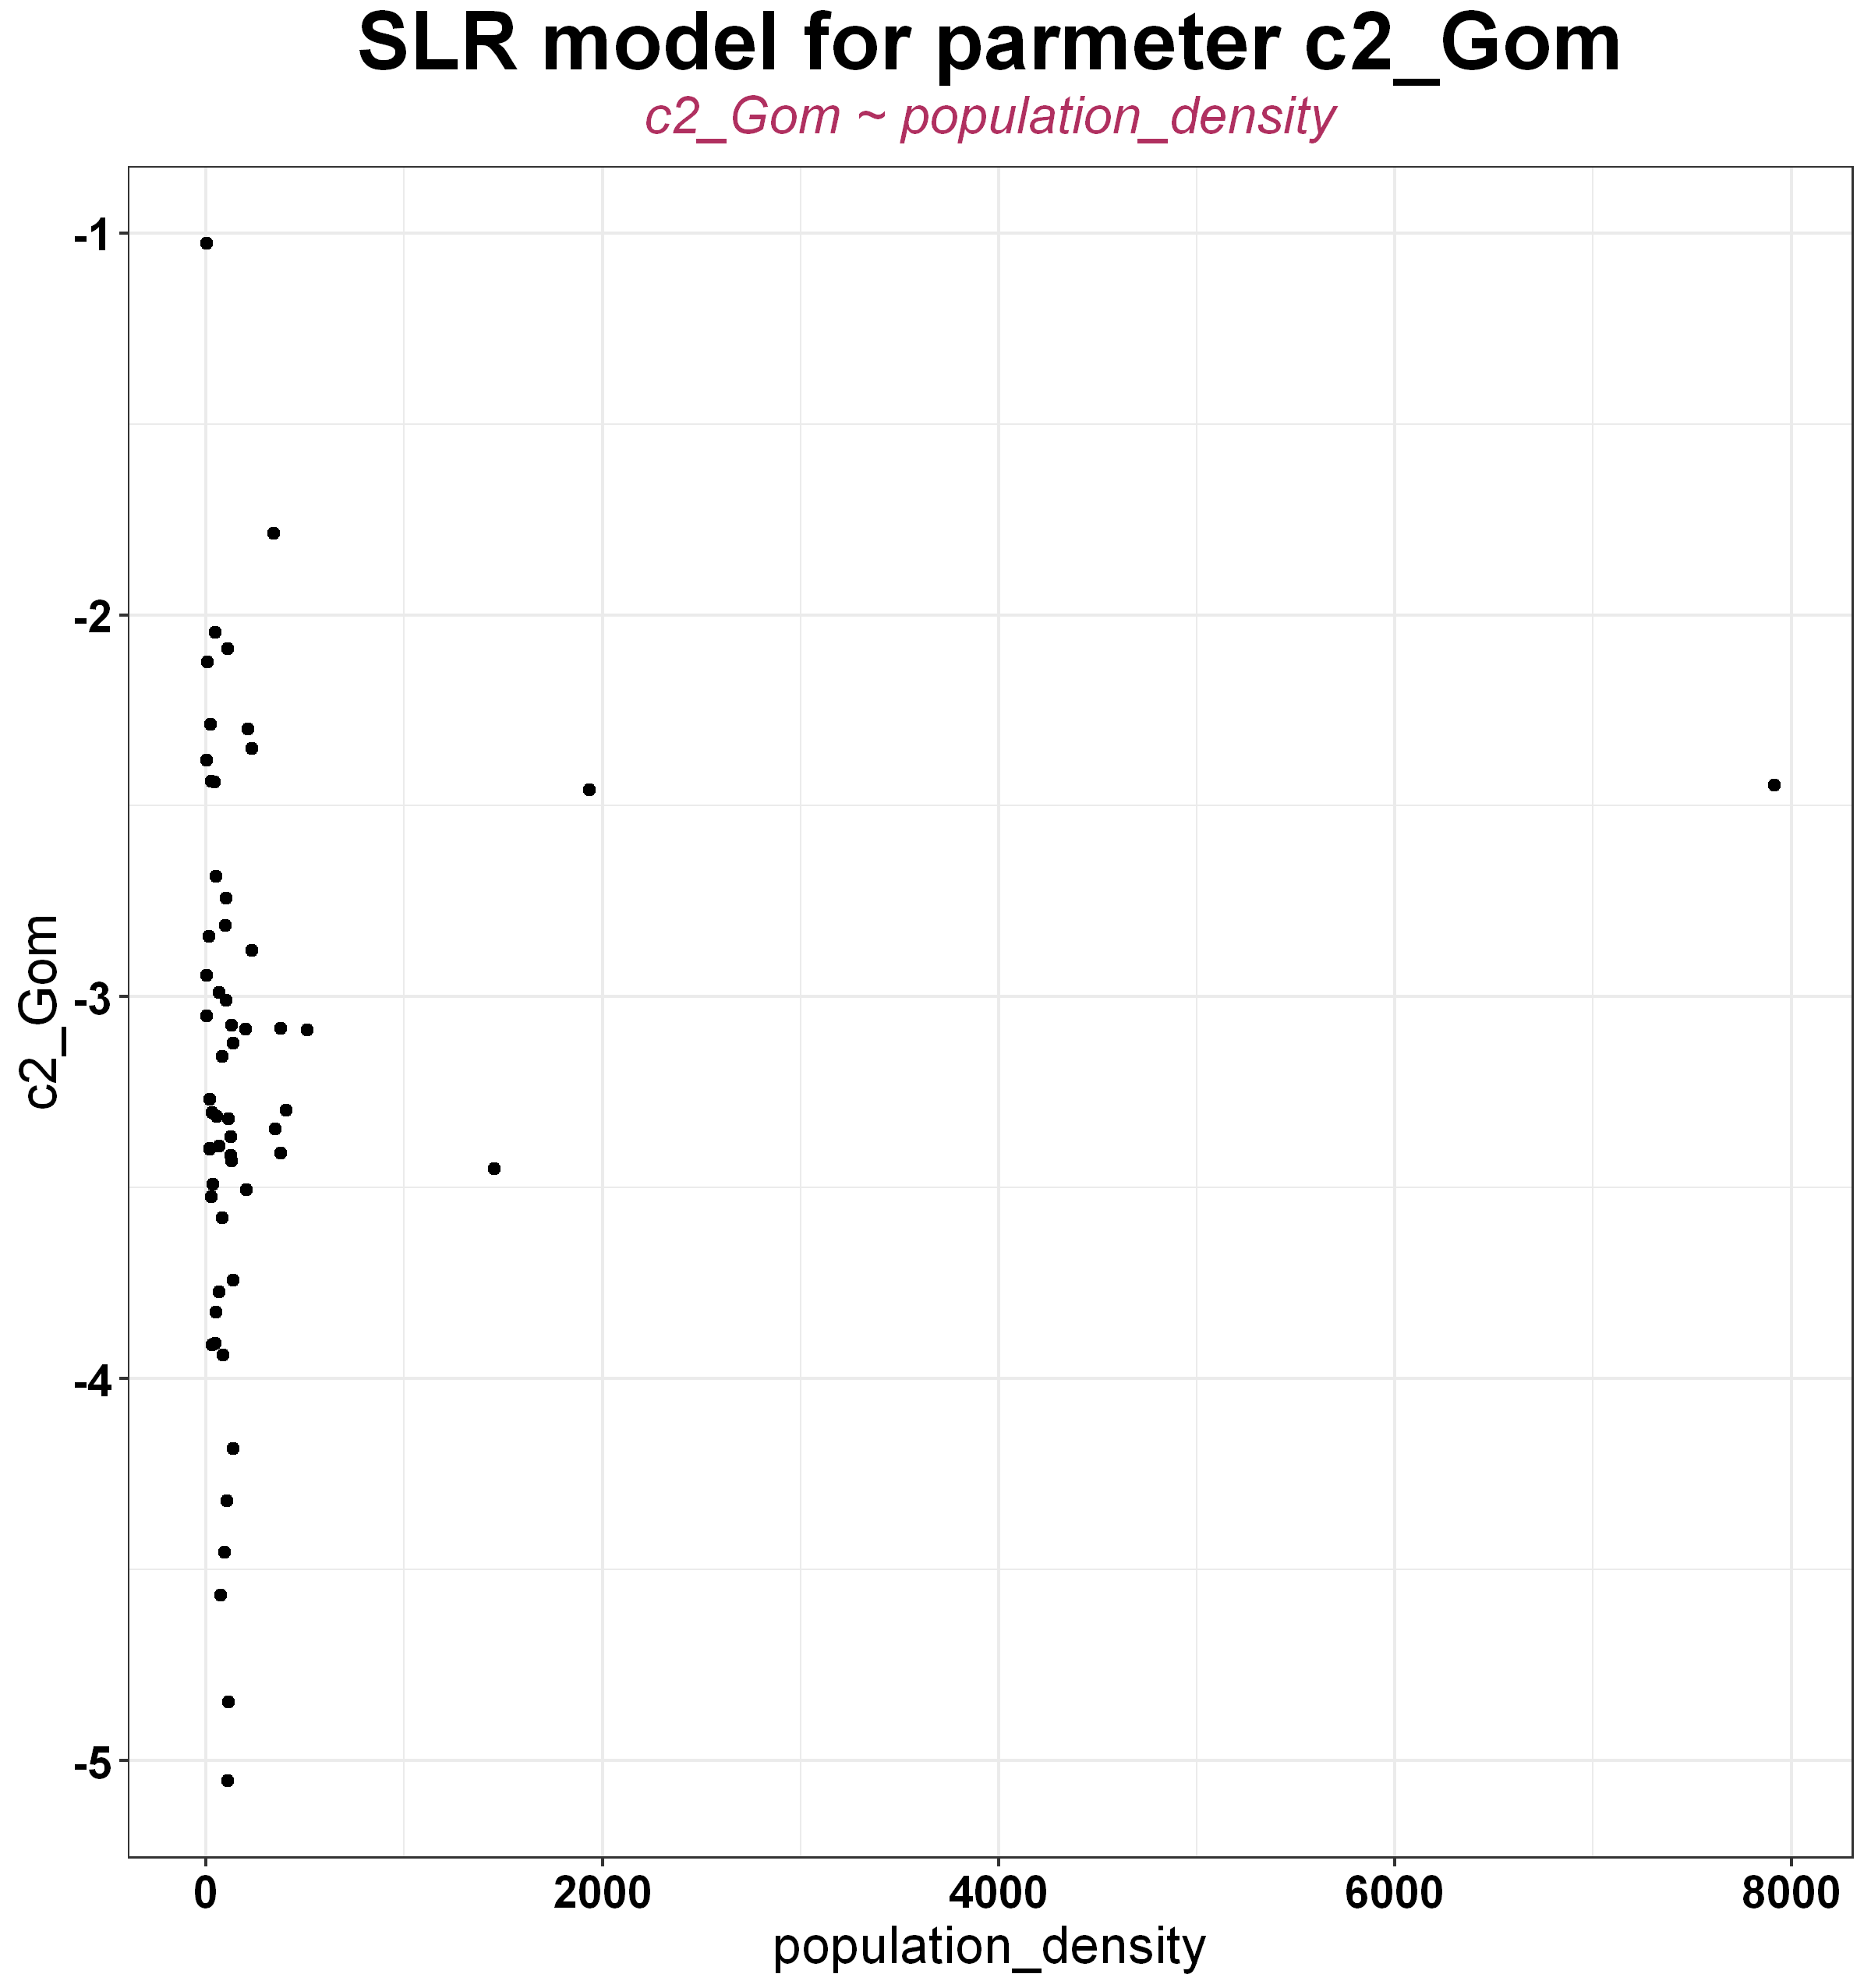 SLR model for parmeter c2_Gom
c2_Gom ~ population_density
-1
-2
-3
-4
-5
c2_Gom
0 2000 4000 6000 8000
population_density